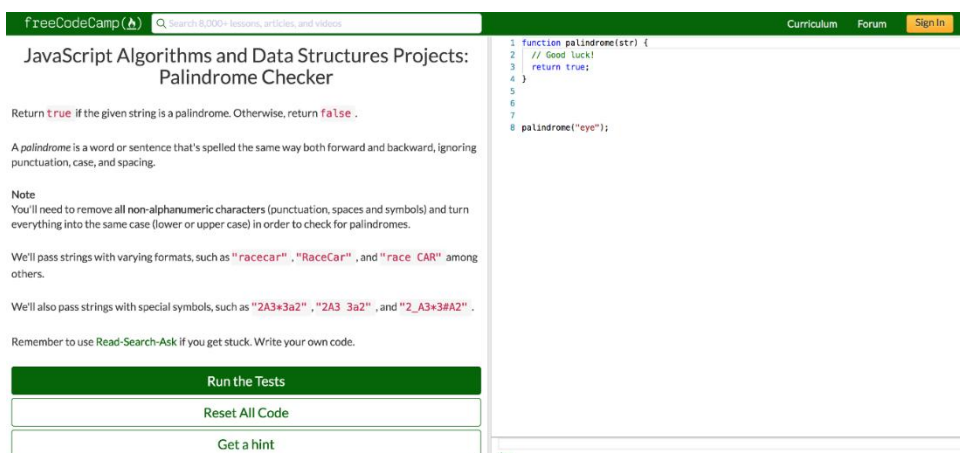 freeCodeCamp(🔥)
Search 8,000+ lessons, articles, and videos
Curriculum Forum Sign In
JavaScript Algorithms and Data Structures Projects:
Palindrome Checker
Return true if the given string is a palindrome. Otherwise, return false .
A palindrome is a word or sentence that's spelled the same way both forward and backward, ignoring
punctuation, case, and spacing.
Note
You'll need to remove all non-alphanumeric characters (punctuation, spaces and symbols) and turn
everything into the same case (lower or upper case) in order to check for palindromes.
We'll pass strings with varying formats, such as "racecar" , "RaceCar" , and "race CAR" among
others.
We'll also pass strings with special symbols, such as "2A3*3a2" , "2A3 3a2" , and "2_A3*3#A2" .
Remember to use Read-Search-Ask if you get stuck. Write your own code.
Run the Tests
Reset All Code
Get a hint
1 function palindrome(str) {
2 // Good luck!
3 return true;
4 }
5
6
7
8 palindrome("eye");